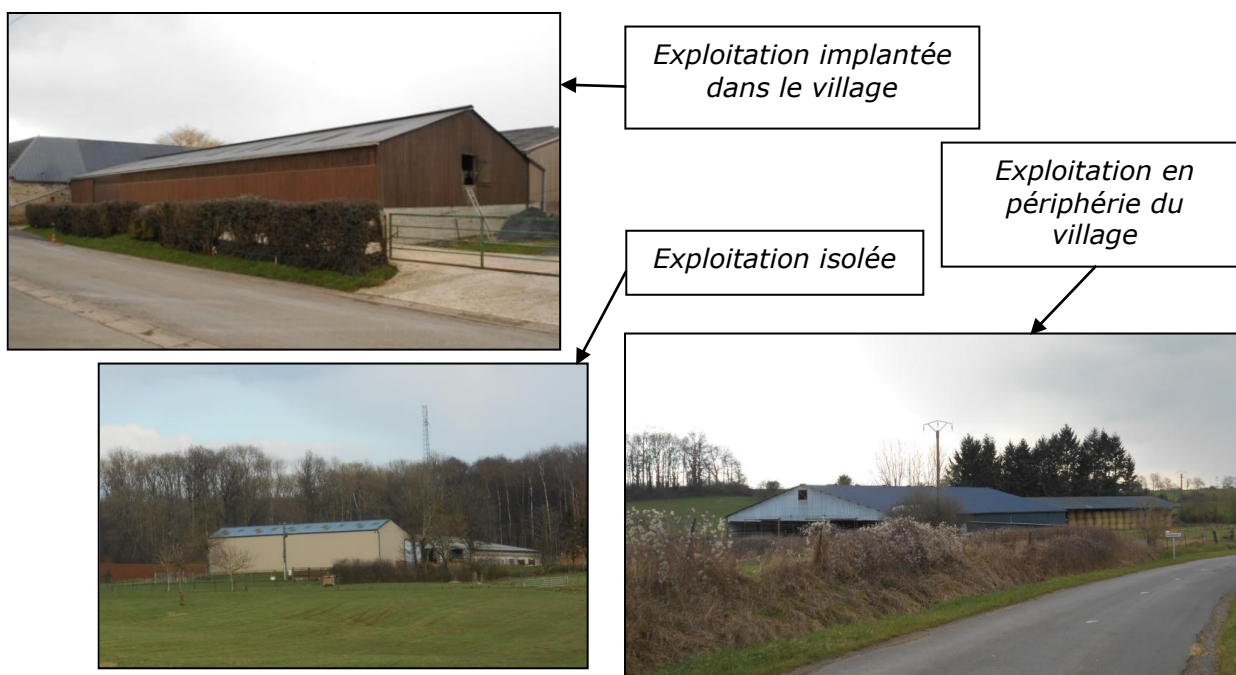 Exploitation implantée
dans le village
Exploitation en
périphérie du
village
Exploitation isolée